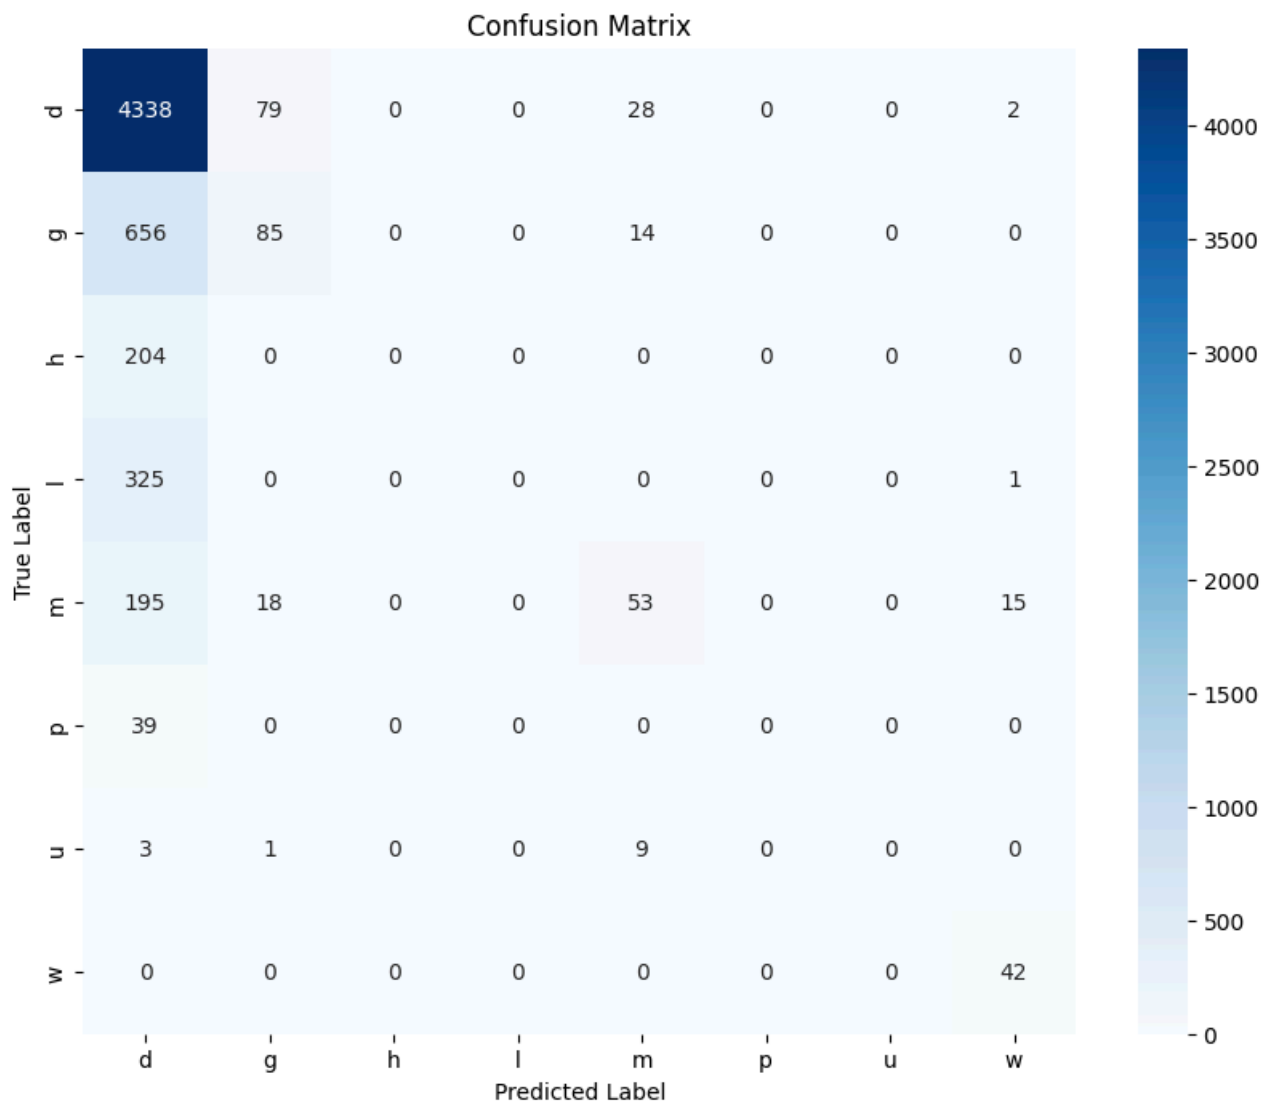 Confusion Matrix
d 4338 79 0 0 28 0 0 2
g 656 85 0 0 14 0 0 0
h 204 0 0 0 0 0 0 0
l 325 0 0 0 0 0 0 1
m 195 18 0 0 53 0 0 15
p 39 0 0 0 0 0 0 0
u 3 1 0 0 9 0 0 0
w 0 0 0 0 0 0 0 42
d g h l m p u w
Predicted Label
True Label
4000
3500
3000
2500
2000
1500
1000
500
0